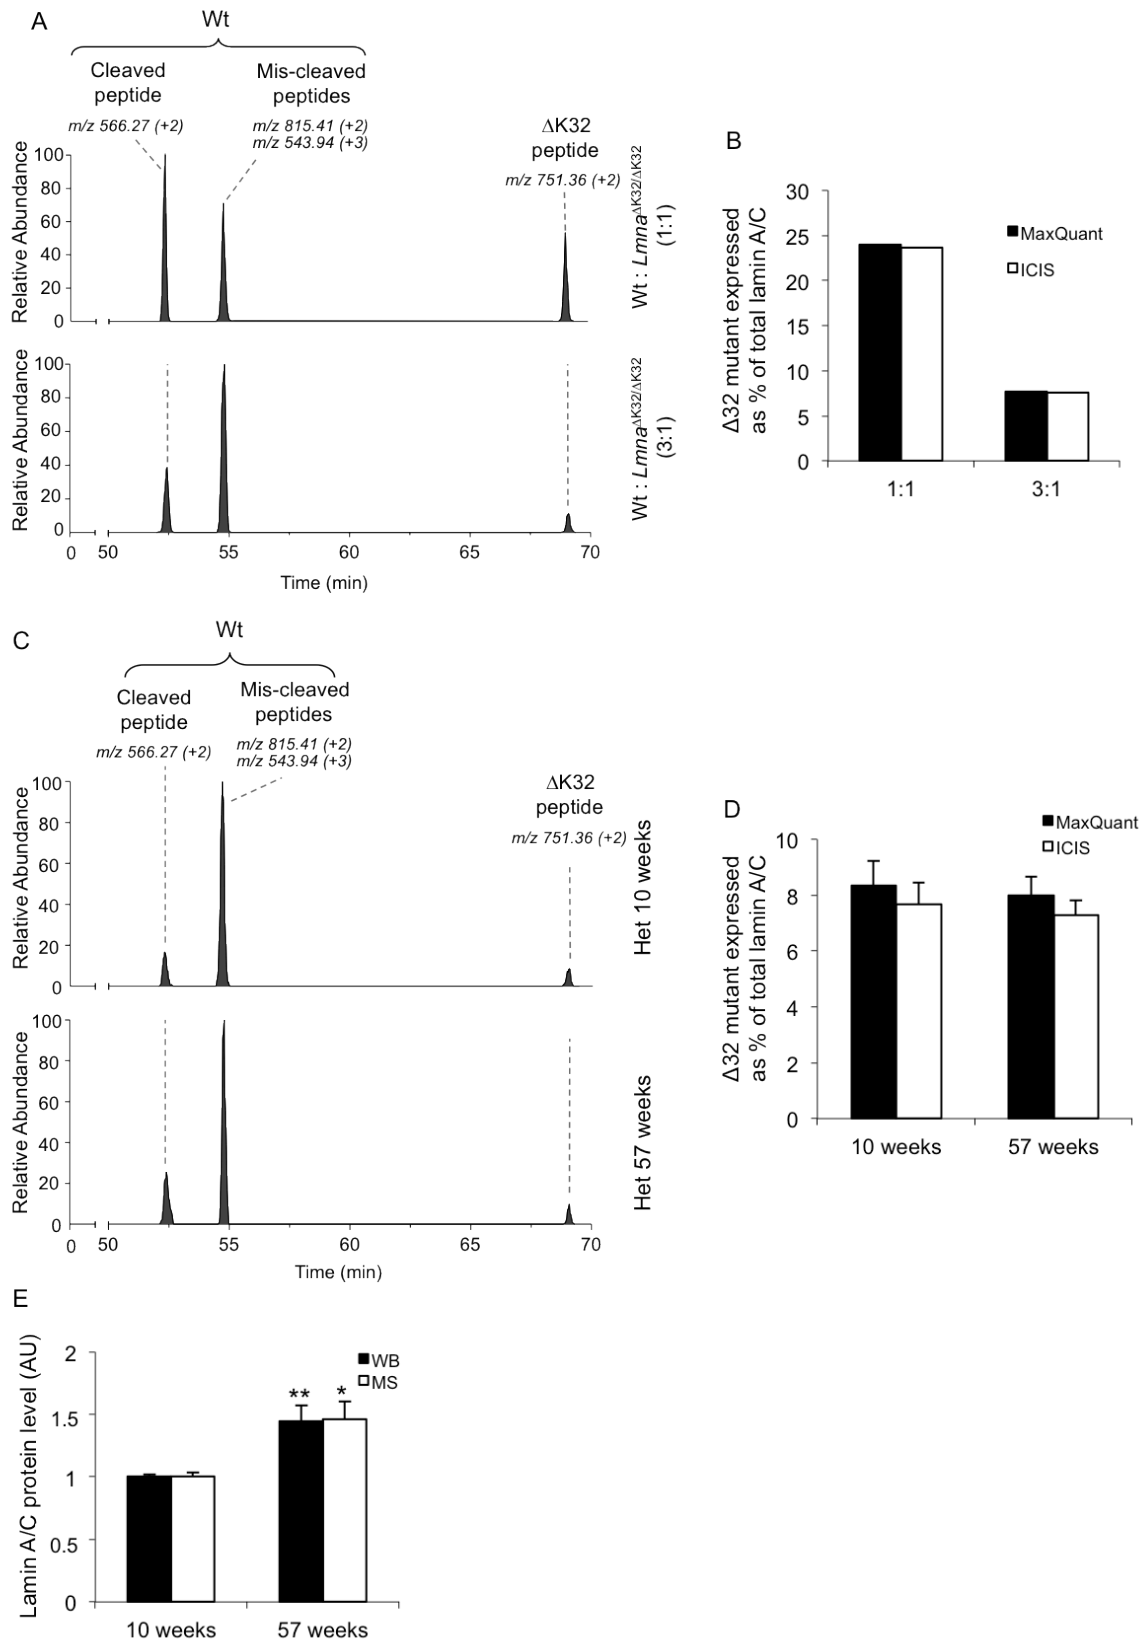 A
Wt
Cleaved
peptide
m/z 566.27 (+2)
Mis-cleaved
peptides
m/z 815.41 (+2)
m/z 543.94 (+3)
ΔK32
peptide
m/z 751.36 (+2)
Relative Abundance
100
80
60
40
20
0
Wt : Lmna^ΔK32/ΔK32
(1:1)
Relative Abundance
100
80
60
40
20
0
Wt : Lmna^ΔK32/ΔK32
(3:1)
0 50 55 60 65 70
Time (min)
B
Δ32 mutant expressed
as % of total lamin A/C
30
25
20
15
10
5
0
MaxQuant
ICIS
1:1 3:1
C
Wt
Cleaved
peptide
m/z 566.27 (+2)
Mis-cleaved
peptides
m/z 815.41 (+2)
m/z 543.94 (+3)
ΔK32
peptide
m/z 751.36 (+2)
Relative Abundance
100
80
60
40
20
0
Het 10 weeks
Relative Abundance
100
80
60
40
20
0
Het 57 weeks
0 50 55 60 65 70
Time (min)
D
Δ32 mutant expressed
as % of total lamin A/C
10
8
6
4
2
0
MaxQuant
ICIS
10 weeks 57 weeks
E
Lamin A/C protein level (AU)
2
1.5
1
0.5
0
WB
MS
** *
10 weeks 57 weeks